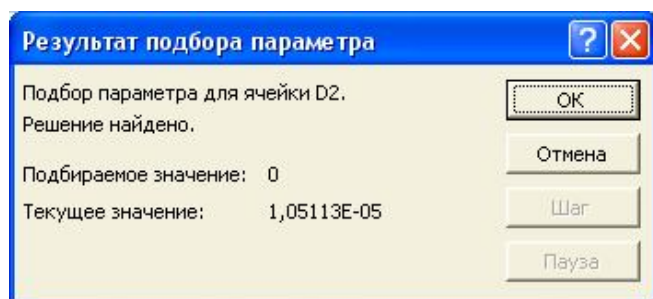 Результат подбора параметра
Подбор параметра для ячейки D2.
Решение найдено.
Подбираемое значение: 0
Текущее значение: 1,05113E-05
ОК
Отмена
Шаг
Пауза